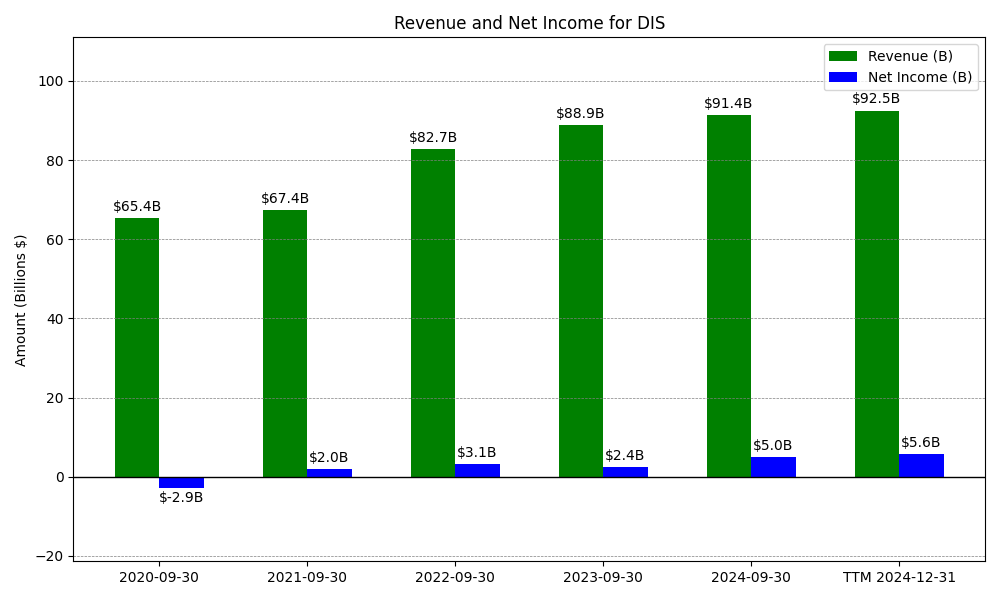 Revenue and Net Income for DIS
Revenue (B)
Net Income (B)
Amount (Billions $)
100
80
60
40
20
0
−20
$65.4B
$67.4B
$82.7B
$88.9B
$91.4B
$92.5B
$-2.9B
$2.0B
$3.1B
$2.4B
$5.0B
$5.6B
2020-09-30
2021-09-30
2022-09-30
2023-09-30
2024-09-30
TTM 2024-12-31